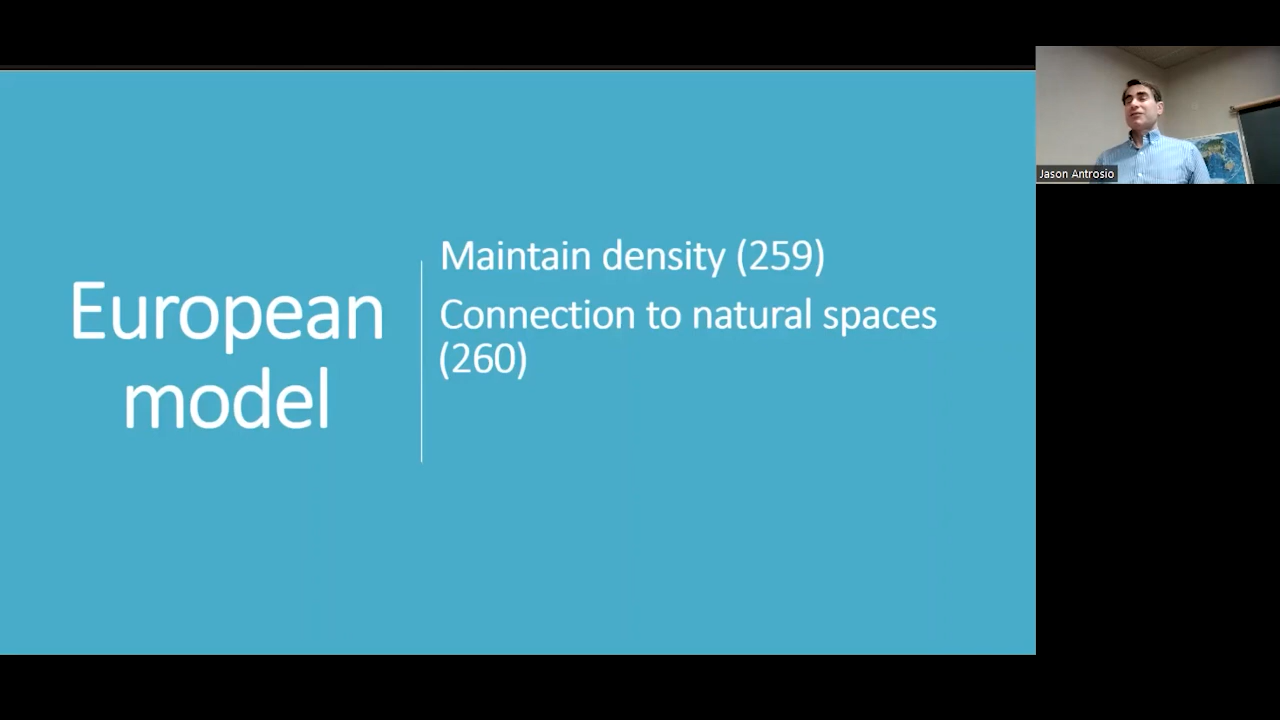 European
model
Maintain density (259)
Connection to natural spaces
(260)
Jason Antrosio